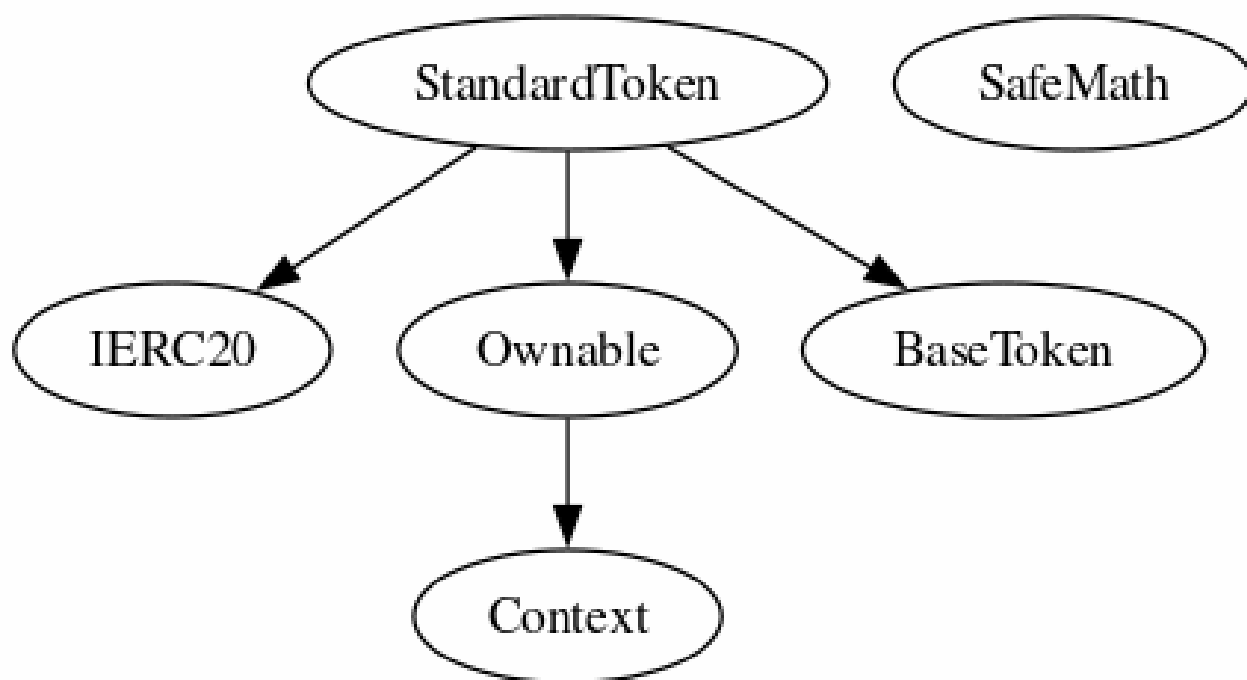 StandardToken
SafeMath
IERC20
Ownable
BaseToken
Context